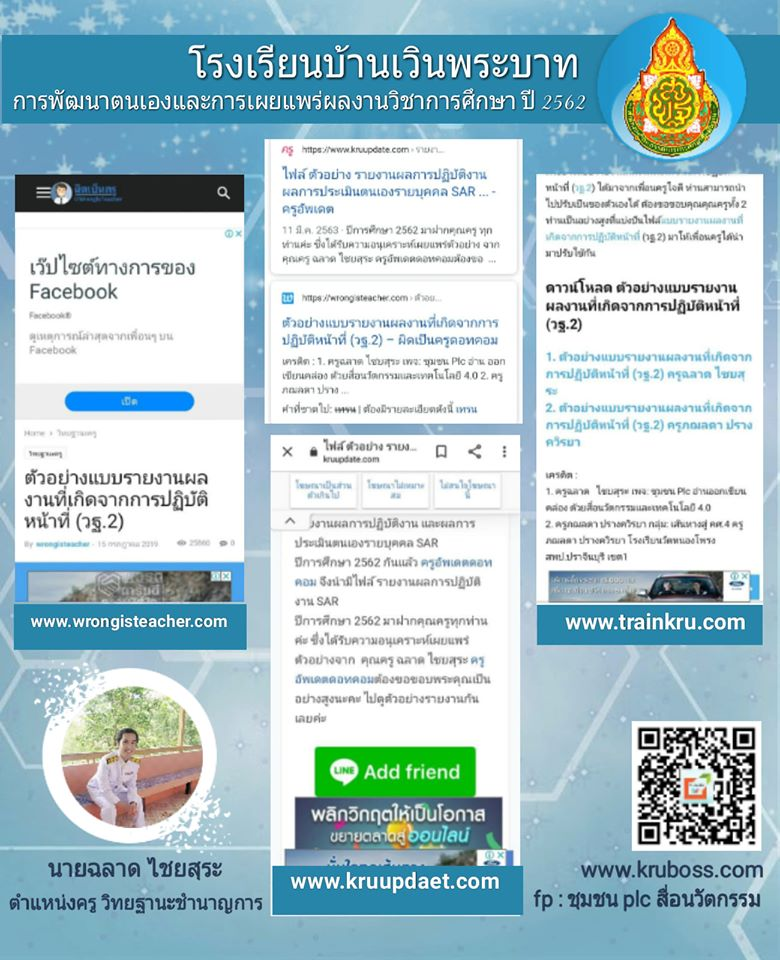 โรงเรียนบ้านเวินพระบาท
การพัฒนาตนเองและการเผยแพร่ผลงานวิชาการศึกษา ปี 2562
ผิดเป็นครู
เว็ปไซต์ทางการของ
Facebook
Facebook®
ดูเหตุการณ์ล่าสุดจากเพื่อนๆ บน
Facebook
เปิด
Home › วิทยฐานะครู
วิทยฐานะครู
ตัวอย่างแบบรายงานผล
งานที่เกิดจากการปฏิบัติ
หน้าที่ (วฐ.2)
By wrongisteacher - 15 กรกฎาคม 2019 25860 0
www.wrongisteacher.com
ครู https://www.kruupdate.com › รายงา...
ไฟล์ ตัวอย่าง รายงานผลการปฏิบัติงาน
ผลการประเมินตนเองรายบุคคล SAR ... -
ครูอัพเดต
11 มี.ค. 2563 - ปีการศึกษา 2562 มาฝากคุณครู ทุก
ท่านค่ะ ซึ่งได้รับความอนุเคราะห์เผยแพร่ตัวอย่าง จาก
คุณครู ฉลาด ไชยสุระ ครูอัพเดตดอทคอมต้องขอ ...
https://wrongisteacher.com › ตัวอย...
ตัวอย่างแบบรายงานผลงานที่เกิดจากการ
ปฏิบัติหน้าที่ (วฐ.2) – ผิดเป็นครูดอทคอม
เครดิต : 1. ครูฉลาด ไชยสุระ เพจ: ชุมชน Plc อ่าน ออก
เขียนคล่อง ด้วยสื่อนวัตกรรมและเทคโนโลยี 4.0 2. ครู
ภฌลดา ปราง ...
คำที่ขาดไป: เทรน | ต้องมีรายละเอียดดังนี้ เทรน
ไฟล์ ตัวอย่าง รายง...
kruupdate.com
โฆษณาเป็นส่วน
ตัวเกินไป
โฆษณาไม่เหมาะ
สม
ไม่สนใจโฆษณา
นี้
งานผลการปฏิบัติงาน และผลการ
ประเมินตนเองรายบุคคล SAR
ปีการศึกษา 2562 กันแล้ว ครูอัพเดตดอท
คอม จึงนำมีไฟล์ รายงานผลการปฏิบัติ
งาน SAR
ปีการศึกษา 2562 มาฝากคุณครูทุกท่าน
ค่ะ ซึ่งได้รับความอนุเคราะห์เผยแพร่
ตัวอย่างจาก คุณครู ฉลาด ไชยสุระ ครู
อัพเดตดอทคอมต้องขอขอบพระคุณเป็น
อย่างสูงนะคะ ไปดูตัวอย่างรายงานกัน
เลยค่ะ
LINE Add friend
พลิกวิกฤตให้เป็นโอกาส
ขยายตลาดสู่ออนไลน์
www.kruupdaet.com
หน้าที่ (วฐ.2) ได้มาจากเพื่อนครูใจดี ท่านสามารถนำ
ไปปรับเป็นของตัวเองได้ ต้องขอขอบคุณคุณครูทั้ง 2
ท่านเป็นอย่างสูงที่แบ่งปันไฟล์แบบรายงานผลงานที่
เกิดจากการปฏิบัติหน้าที่ (วฐ.2) มาให้เพื่อนครูได้นำ
มาปรับใช้กัน
ดาวน์โหลด ตัวอย่างแบบรายงาน
ผลงานที่เกิดจากการปฏิบัติหน้าที่
(วฐ.2)
1. ตัวอย่างแบบรายงานผลงานที่เกิดจาก
การปฏิบัติหน้าที่ (วฐ.2) ครูฉลาด ไชยสุ
ระ
2. ตัวอย่างแบบรายงานผลงานที่เกิดจาก
การปฏิบัติหน้าที่ (วฐ.2) ครูภฌลดา ปราง
ควิรยา
เครดิต :
1. ครูฉลาด ไชยสุระ เพจ: ชุมชน Plc อ่านออกเขียน
คล่อง ด้วยสื่อนวัตกรรมและเทคโนโลยี 4.0
2. ครูภฌลดา ปรางควิรยา กลุ่ม: เส้นทางสู่ คศ.4 ครู
ภฌลดา ปรางควิรยา โรงเรียนวัดหนองโพรง
สพป.ปราจีนบุรี เขต1
www.trainkru.com
นายฉลาด ไชยสุระ
ตำแหน่งครู วิทยฐานะชำนาญการ
www.kruboss.com
fp : ชุมชน plc สื่อนวัตกรรม